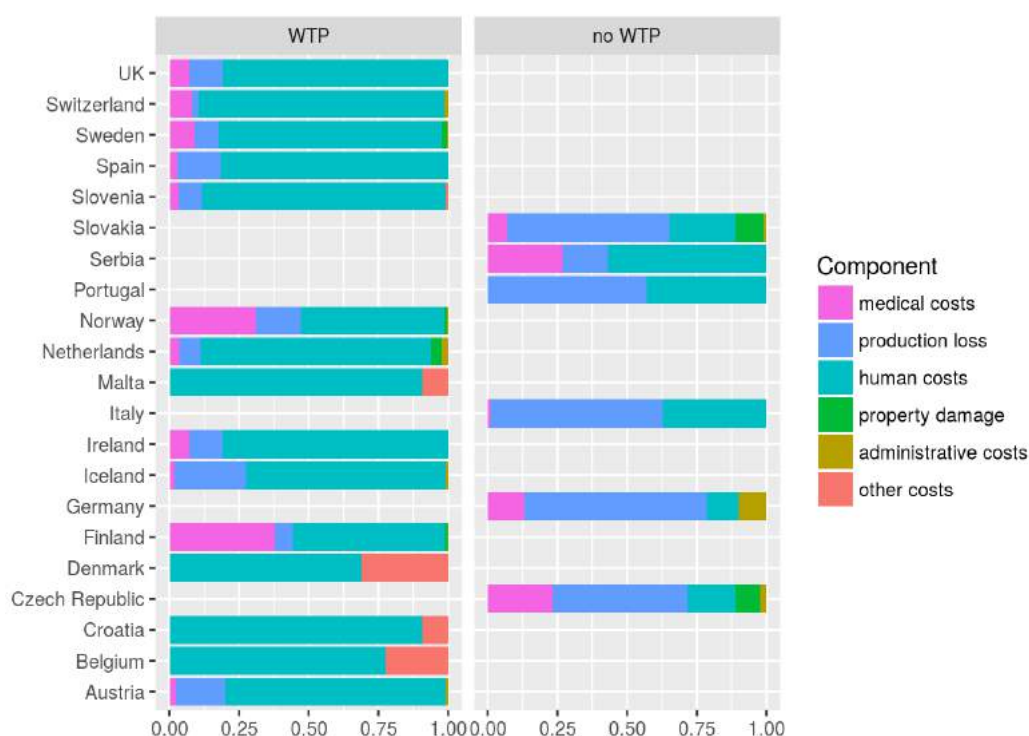 WTP
no WTP
UK
Switzerland
Sweden
Spain
Slovenia
Slovakia
Serbia
Portugal
Norway
Netherlands
Malta
Italy
Ireland
Iceland
Germany
Finland
Denmark
Czech Republic
Croatia
Belgium
Austria
0.00 0.25 0.50 0.75 1.00 0.00 0.25 0.50 0.75 1.00
Component
medical costs
production loss
human costs
property damage
administrative costs
other costs